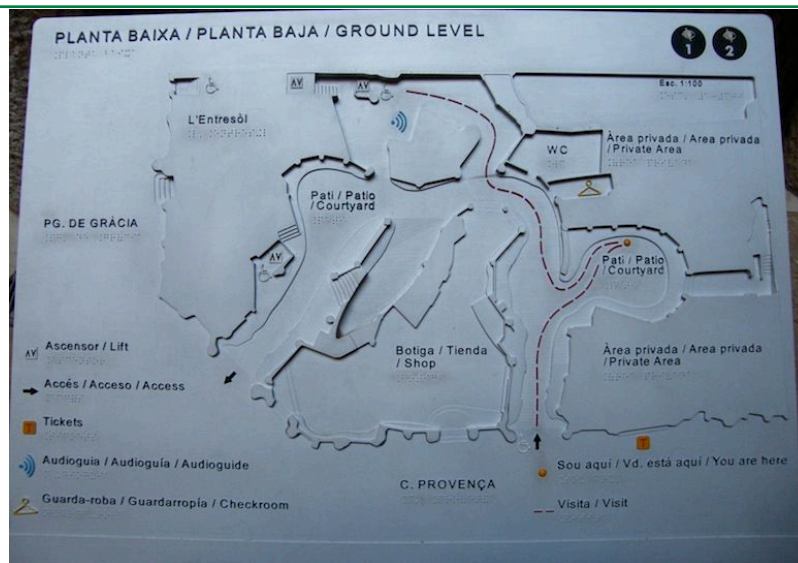 PLANTA BAIXA / PLANTA BAJA / GROUND LEVEL
1 2
Esc. 1:100
L'Entresòl
WC
Àrea privada / Area privada
/ Private Area
Pati / Patio
/ Courtyard
PG. DE GRÀCIA
Pati / Patio
/ Courtyard
Ascensor / Lift
Botiga / Tienda
/ Shop
Àrea privada / Area privada
/ Private Area
Accés / Acceso / Access
Tickets
T
Audioguia / Audioguía / Audioguide
Sou aquí / Vd. está aquí / You are here
C. PROVENÇA
Guarda-roba / Guardarropía / Checkroom
Visita / Visit